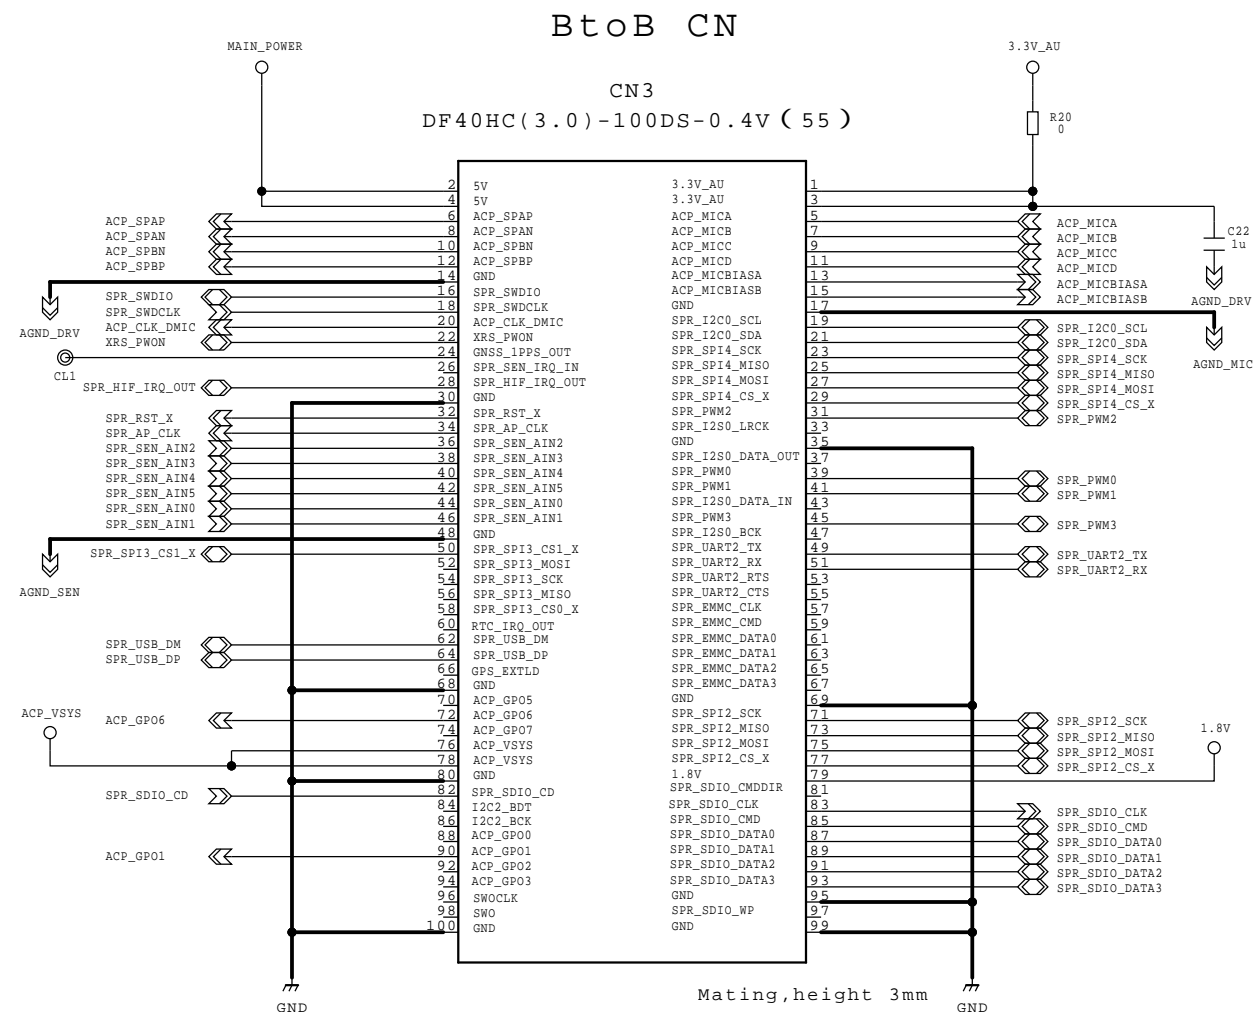 BtoB CN
MAIN_POWER
3.3V_AU
CN3
DF40HC(3.0)-100DS-0.4V(55)
R20
0
2 5V 3.3V_AU 1
4 5V 3.3V_AU 3
ACP_SPAP 6 ACP_SPAP ACP_MICA 5 ACP_MICA
ACP_SPAN 8 ACP_SPAN ACP_MICB 7 ACP_MICB
C22
1u
ACP_SPBN 10 ACP_SPBN ACP_MICC 9 ACP_MICC
ACP_SPBP 12 ACP_SPBP ACP_MICD 11 ACP_MICD
14 GND ACP_MICBIASA 13 ACP_MICBIASA
SPR_SWDIO 16 SPR_SWDIO ACP_MICBIASB 15 ACP_MICBIASB
AGND_DRV
SPR_SWDCLK 18 SPR_SWDCLK GND 17
ACP_CLK_DMIC 20 ACP_CLK_DMIC SPR_I2C0_SCL 19 SPR_I2C0_SCL
AGND_DRV
XRS_PWON 22 XRS_PWON SPR_I2C0_SDA 21 SPR_I2C0_SDA
24 GNSS_1PPS_OUT SPR_SPI4_SCK 23 SPR_SPI4_SCK
AGND_MIC
CL1
26 SPR_SEN_IRQ_IN SPR_SPI4_MISO 25 SPR_SPI4_MISO
SPR_HIF_IRQ_OUT 28 SPR_HIF_IRQ_OUT SPR_SPI4_MOSI 27 SPR_SPI4_MOSI
30 GND SPR_SPI4_CS_X 29 SPR_SPI4_CS_X
SPR_RST_X 32 SPR_RST_X SPR_PWM2 31 SPR_PWM2
SPR_AP_CLK 34 SPR_AP_CLK SPR_I2S0_LRCK 33
SPR_SEN_AIN2 36 SPR_SEN_AIN2 GND 35
SPR_SEN_AIN3 38 SPR_SEN_AIN3 SPR_I2S0_DATA_OUT 37
SPR_SEN_AIN4 40 SPR_SEN_AIN4 SPR_PWM0 39 SPR_PWM0
SPR_SEN_AIN5 42 SPR_SEN_AIN5 SPR_PWM1 41 SPR_PWM1
SPR_SEN_AIN0 44 SPR_SEN_AIN0 SPR_I2S0_DATA_IN 43
SPR_SEN_AIN1 46 SPR_SEN_AIN1 SPR_PWM3 45 SPR_PWM3
48 GND SPR_I2S0_BCK 47
SPR_SPI3_CS1_X 50 SPR_SPI3_CS1_X SPR_UART2_TX 49 SPR_UART2_TX
52 SPR_SPI3_MOSI SPR_UART2_RX 51 SPR_UART2_RX
54 SPR_SPI3_SCK SPR_UART2_RTS 53
AGND_SEN
56 SPR_SPI3_MISO SPR_UART2_CTS 55
58 SPR_SPI3_CS0_X SPR_EMMC_CLK 57
60 RTC_IRQ_OUT SPR_EMMC_CMD 59
SPR_USB_DM 62 SPR_USB_DM SPR_EMMC_DATA0 61
SPR_USB_DP 64 SPR_USB_DP SPR_EMMC_DATA1 63
66 GPS_EXTLD SPR_EMMC_DATA2 65
68 GND SPR_EMMC_DATA3 67
70 ACP_GPO5 GND 69
ACP_VSYS
ACP_GPO6 72 ACP_GPO6 SPR_SPI2_SCK 71 SPR_SPI2_SCK
1.8V
74 ACP_GPO7 SPR_SPI2_MISO 73 SPR_SPI2_MISO
76 ACP_VSYS SPR_SPI2_MOSI 75 SPR_SPI2_MOSI
78 ACP_VSYS SPR_SPI2_CS_X 77 SPR_SPI2_CS_X
80 GND 1.8V 79
SPR_SDIO_CD 82 SPR_SDIO_CD SPR_SDIO_CMDDIR 81
84 I2C2_BDT SPR_SDIO_CLK 83 SPR_SDIO_CLK
86 I2C2_BCK SPR_SDIO_CMD 85 SPR_SDIO_CMD
88 ACP_GPO0 SPR_SDIO_DATA0 87 SPR_SDIO_DATA0
ACP_GPO1 90 ACP_GPO1 SPR_SDIO_DATA1 89 SPR_SDIO_DATA1
92 ACP_GPO2 SPR_SDIO_DATA2 91 SPR_SDIO_DATA2
94 ACP_GPO3 SPR_SDIO_DATA3 93 SPR_SDIO_DATA3
96 SWOCLK GND 95
98 SWO SPR_SDIO_WP 97
100 GND GND 99
Mating,height 3mm
GND
GND